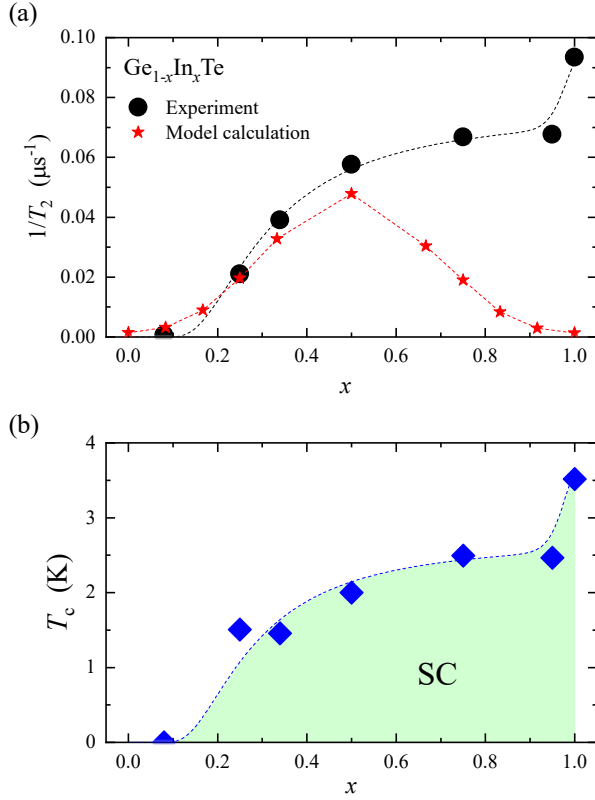 (a)
0.10
0.08
0.06
0.04
0.02
0.00
1/T₂ (μs⁻¹)
Ge₁₋ₓInₓTe
Experiment
Model calculation
0.0 0.2 0.4 0.6 0.8 1.0
x
(b)
4
3
2
1
0
T_c (K)
SC
0.0 0.2 0.4 0.6 0.8 1.0
x